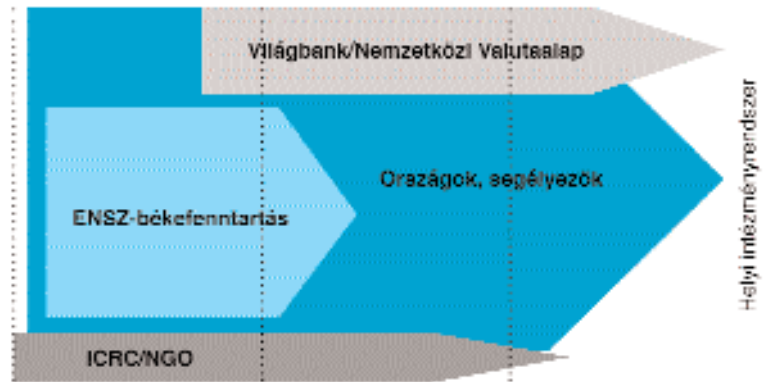 Világbank/Nemzetközi Valutaalap
Országok, segélyezők
ENSZ-békefenntartás
ICRC/NGO
Helyi intézményrendszer